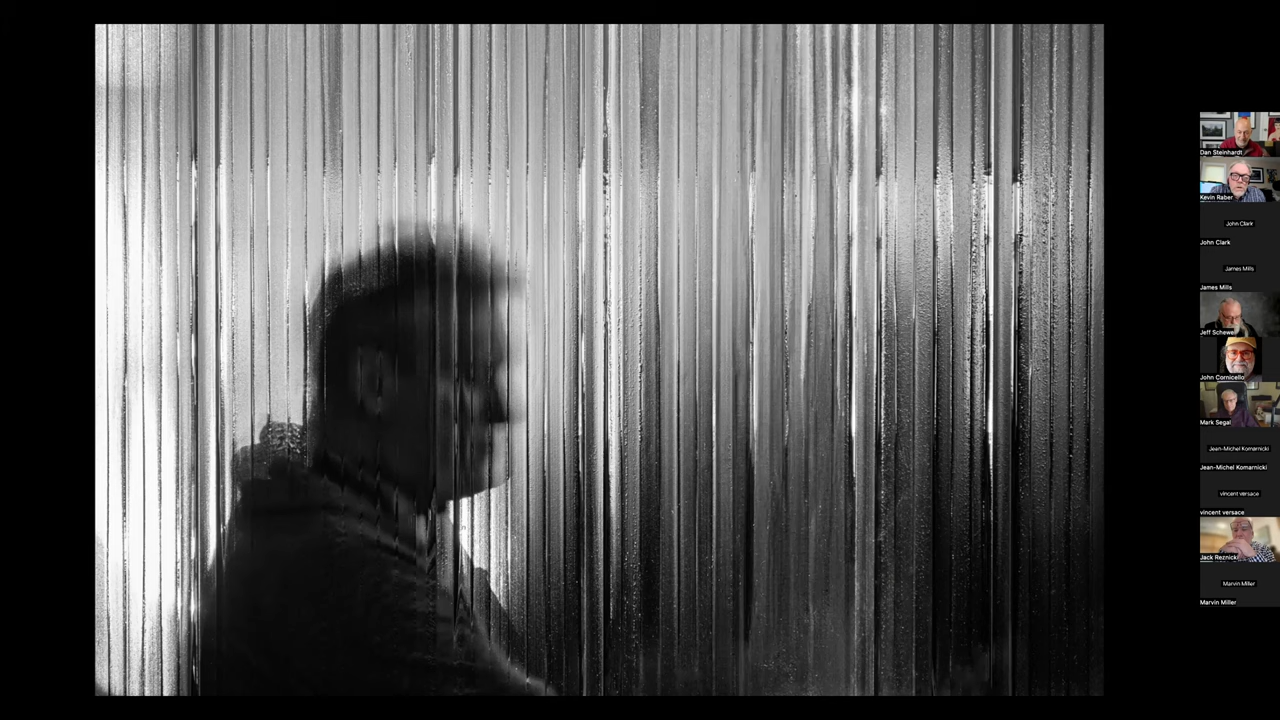 Dan Steinhardt
Kevin Raber
John Clark
John Clark
James Mills
James Mills
Jeff Schewe
John Cornicello
Mark Segal
Jean-Michel Komarnicki
Jean-Michel Komarnicki
vincent versace
vincent versace
Jack Reznicki
Marvin Miller
Marvin Miller